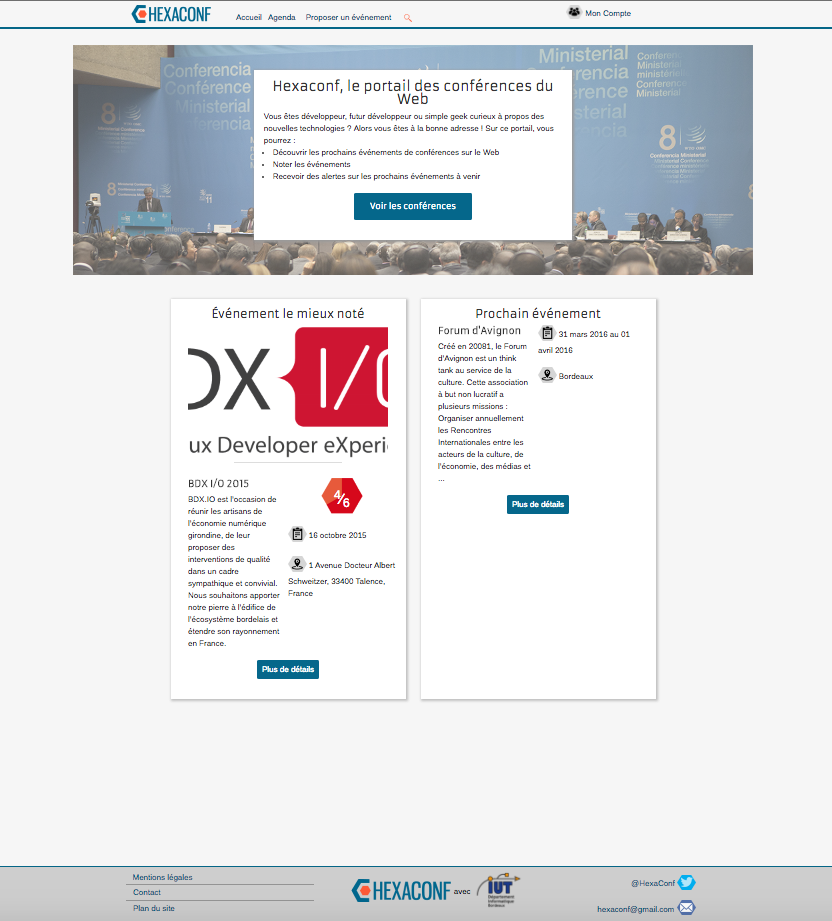 HEXACONF
Accueil Agenda Proposer un événement
Mon Compte
Conferencia
Conférence
Ministerial
Ministerial
Conferencia
Conférence
Ministerial
8
Conferencia Ministerial
8
Hexaconf, le portail des conférences du
Web
Vous êtes développeur, futur développeur ou simple geek curieux à propos des
nouvelles technologies ? Alors vous êtes à la bonne adresse ! Sur ce portail, vous
pourrez :
• Découvrir les prochains événements de conférences sur le Web
• Noter les événements
• Recevoir des alertes sur les prochains événements à venir
Voir les conférences
Événement le mieux noté
DX I/O
ux Developer eXperi
BDX I/O 2015
BDX.IO est l'occasion de
réunir les artisans de
l'économie numérique
girondine, de leur
proposer des
interventions de qualité
dans un cadre
sympathique et convivial.
Nous souhaitons apporter
notre pierre à l'édifice de
l'écosystème bordelais et
étendre son rayonnement
en France.
4/6
16 octobre 2015
1 Avenue Docteur Albert
Schweitzer, 33400 Talence,
France
Plus de détails
Prochain événement
Forum d'Avignon
Créé en 20081, le Forum
d'Avignon est un think
tank au service de la
culture. Cette association
à but non lucratif a
plusieurs missions :
Organiser annuellement
les Rencontres
Internationales entre les
acteurs de la culture, de
l'économie, des médias et
...
31 mars 2016 au 01
avril 2016
Bordeaux
Plus de détails
Mentions légales
Contact
Plan du site
HEXACONF avec IUT
Département
Informatique
Bordeaux
@HexaConf
hexaconf@gmail.com